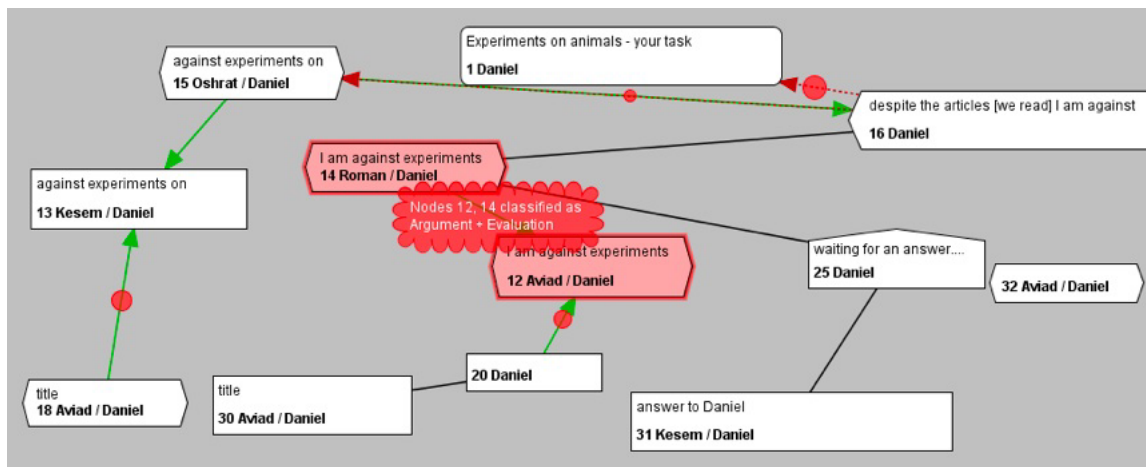 Experiments on animals - your task
1 Daniel
against experiments on
15 Oshrat / Daniel
despite the articles [we read] I am against
16 Daniel
I am against experiments
14 Roman / Daniel
against experiments on
13 Kesem / Daniel
Nodes 12, 14 classified as
Argument + Evaluation
I am against experiments
12 Aviad / Daniel
waiting for an answer....
25 Daniel
32 Aviad / Daniel
20 Daniel
title
18 Aviad / Daniel
title
30 Aviad / Daniel
answer to Daniel
31 Kesem / Daniel